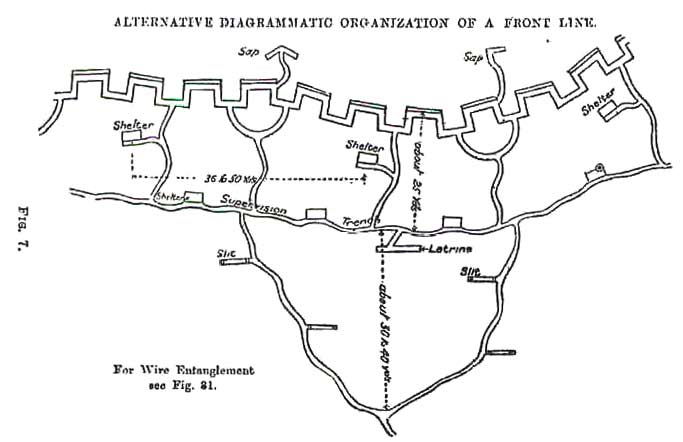 ALTERNATIVE DIAGRAMMATIC ORGANIZATION OF A FRONT LINE.
Sap
Sap
Shelter
Shelter
Shelter
36 to 50 Yds
about 25 Yds
Shelters
Supervision
Trench
Latrine
Slit
Slit
about 30 to 40 yds
FIG. 7.
For Wire Entanglement
see Fig. 31.